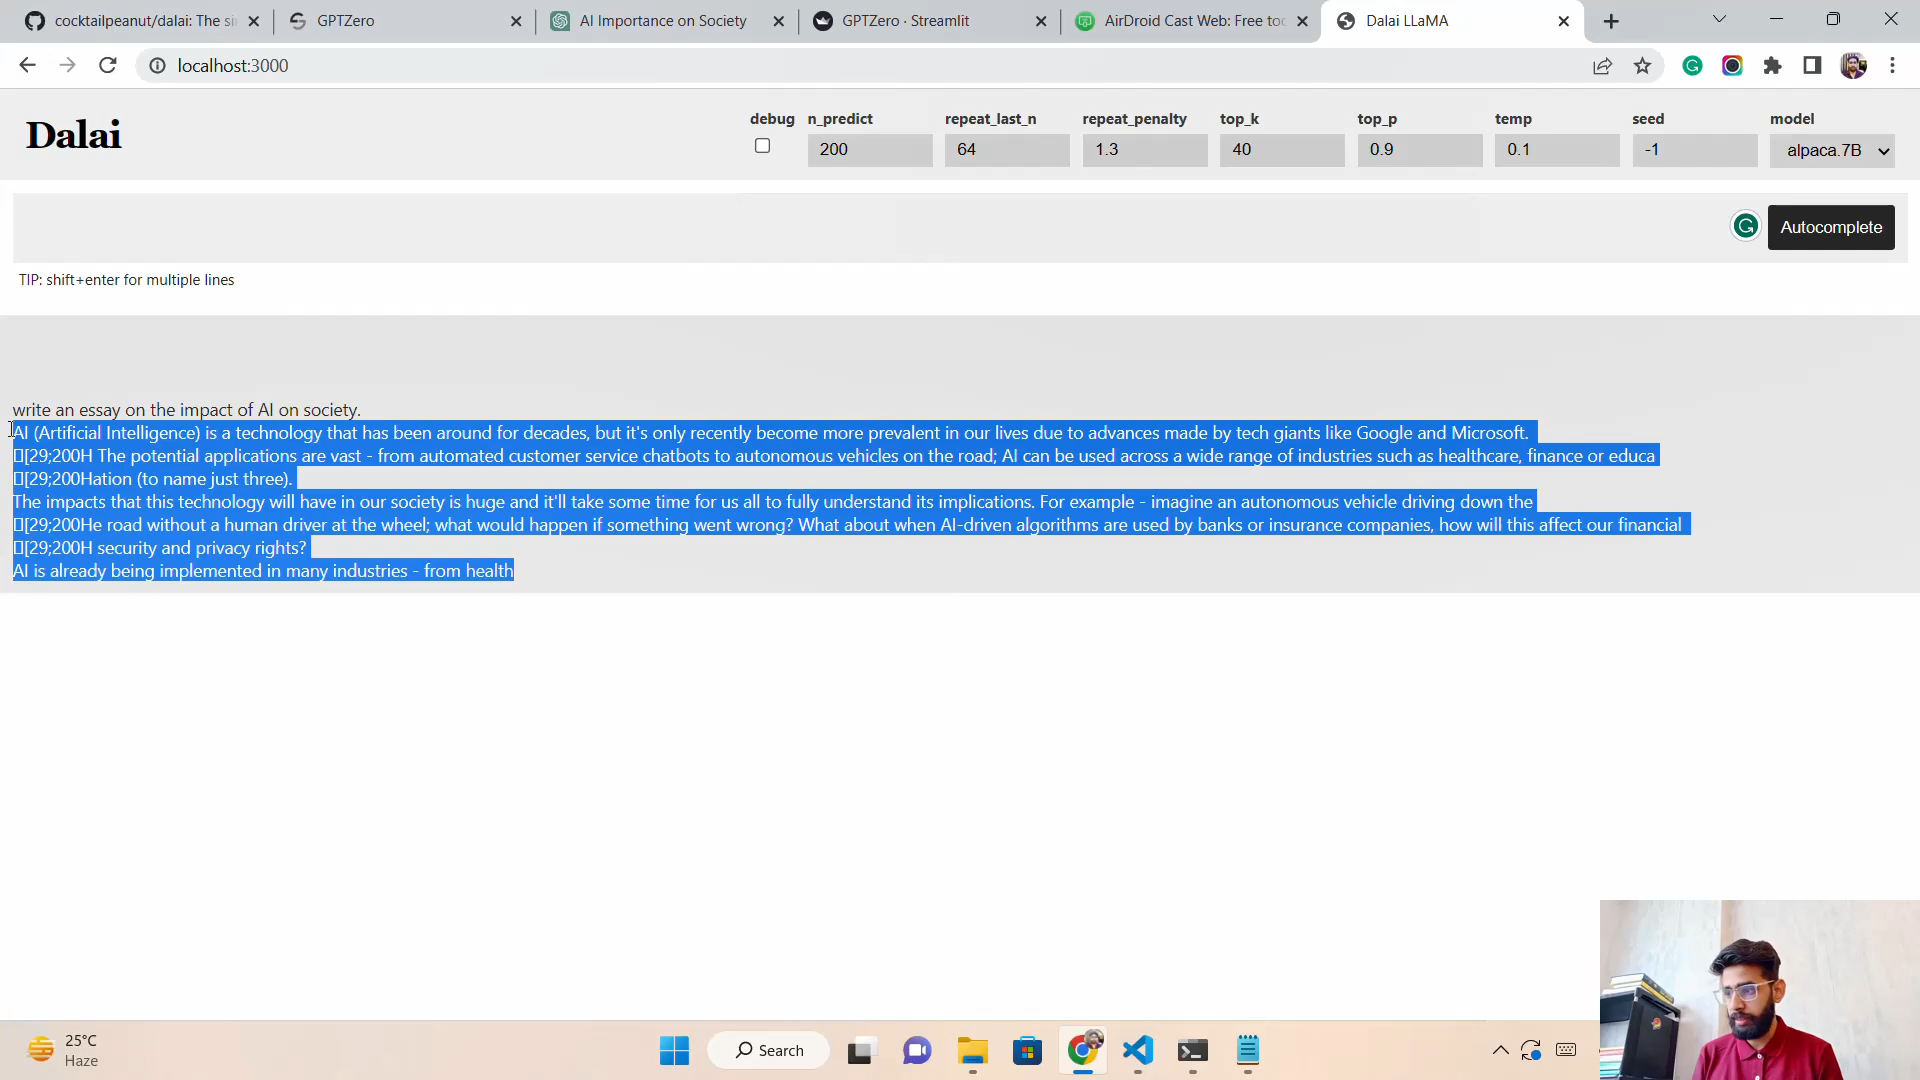 cocktailpeanut/dalai: The si
GPTZero
AI Importance on Society
GPTZero · Streamlit
AirDroid Cast Web: Free too
Dalai LLaMA
localhost:3000
Dalai
debug n_predict repeat_last_n repeat_penalty top_k top_p temp seed model
200 64 1.3 40 0.9 0.1 -1 alpaca.7B
Autocomplete
TIP: shift+enter for multiple lines
write an essay on the impact of AI on society.
AI (Artificial Intelligence) is a technology that has been around for decades, but it's only recently become more prevalent in our lives due to advances made by tech giants like Google and Microsoft.
□[29;200H The potential applications are vast - from automated customer service chatbots to autonomous vehicles on the road; AI can be used across a wide range of industries such as healthcare, finance or educa
□[29;200Hation (to name just three).
The impacts that this technology will have in our society is huge and it'll take some time for us all to fully understand its implications. For example - imagine an autonomous vehicle driving down the
□[29;200He road without a human driver at the wheel; what would happen if something went wrong? What about when AI-driven algorithms are used by banks or insurance companies, how will this affect our financial
□[29;200H security and privacy rights?
AI is already being implemented in many industries - from health
25°C
Haze
Search